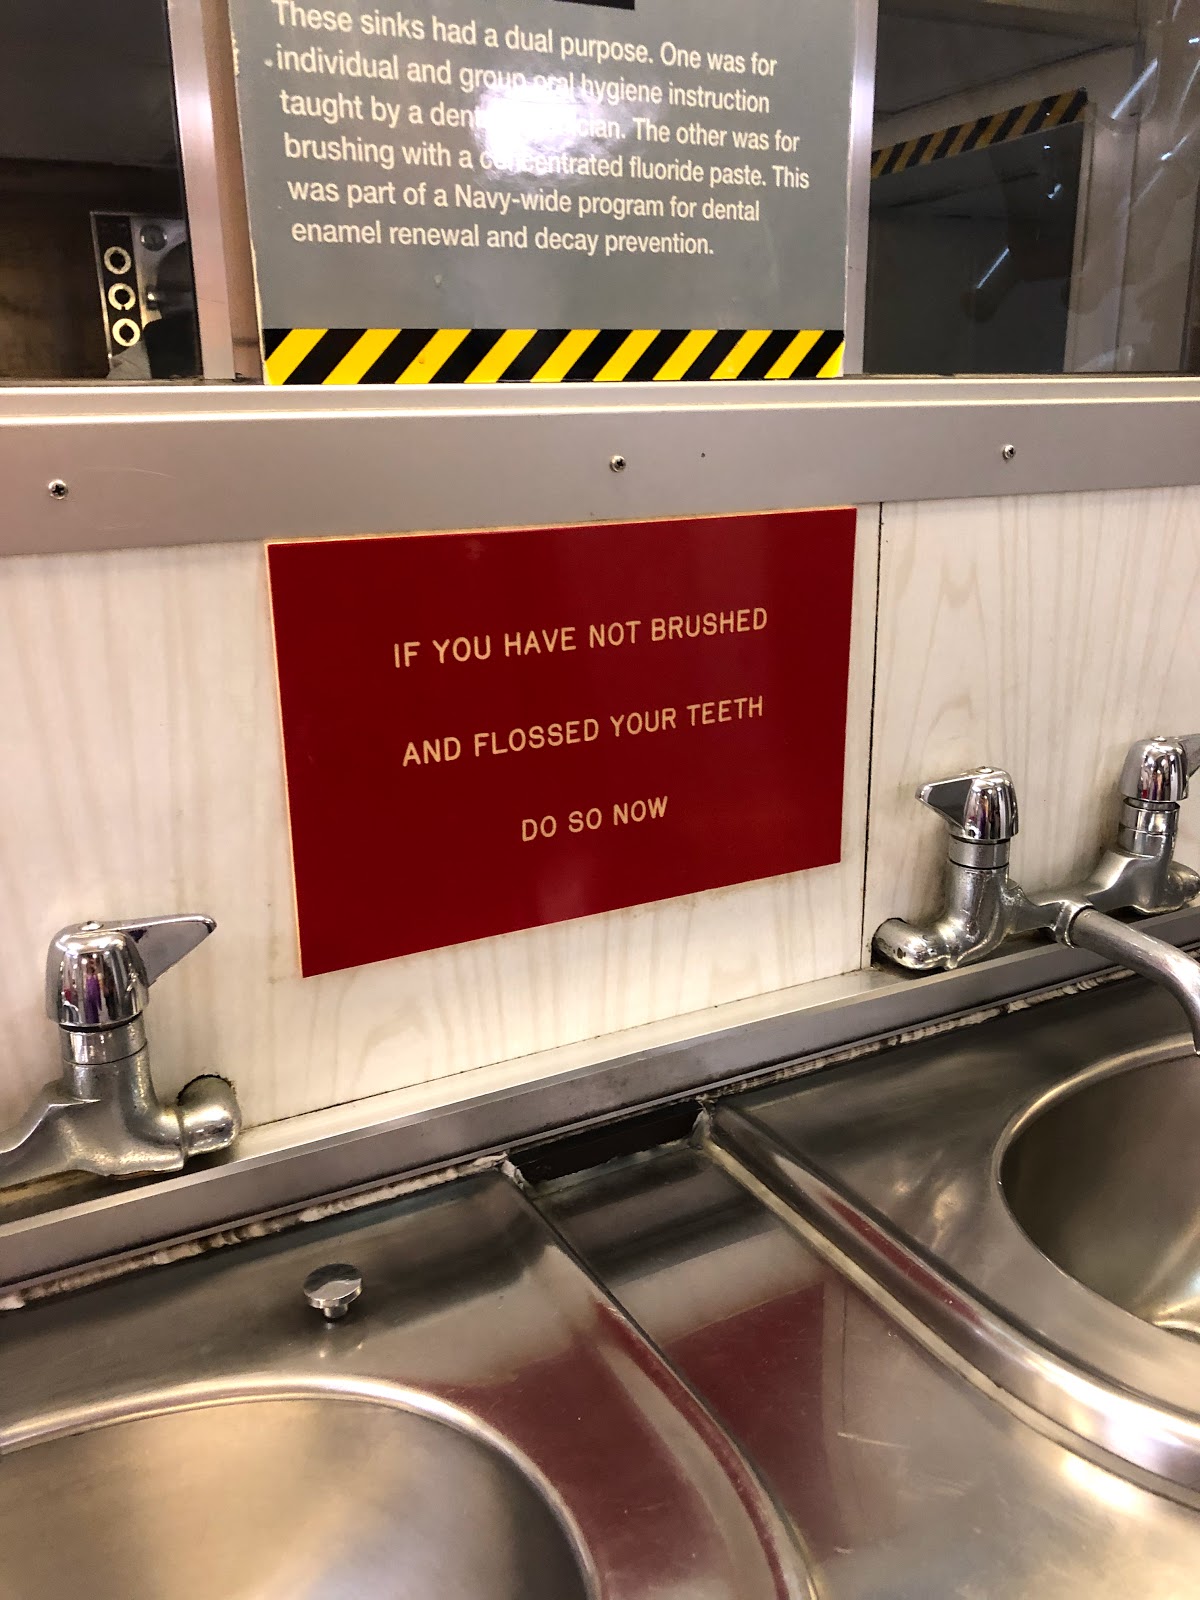 These sinks had a dual purpose. One was for
individual and group oral hygiene instruction
taught by a The other was for
brushing with a concentrated fluoride paste. This
was part of a Navy-wide program for dental
enamel renewal and decay prevention.
IF YOU HAVE NOT BRUSHED
AND FLOSSED YOUR TEETH
DO SO NOW